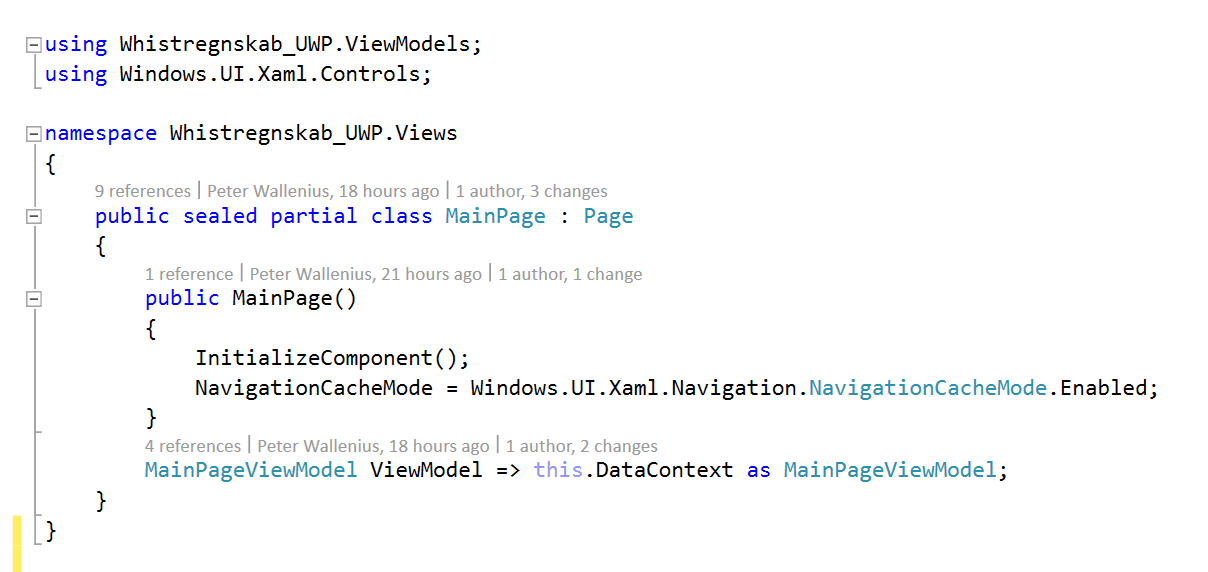 using Whistregnskab_UWP.ViewModels;
using Windows.UI.Xaml.Controls;
namespace Whistregnskab_UWP.Views
{
9 references | Peter Wallenius, 18 hours ago | 1 author, 3 changes
public sealed partial class MainPage : Page
{
1 reference | Peter Wallenius, 21 hours ago | 1 author, 1 change
public MainPage()
{
InitializeComponent();
NavigationCacheMode = Windows.UI.Xaml.Navigation.NavigationCacheMode.Enabled;
}
4 references | Peter Wallenius, 18 hours ago | 1 author, 2 changes
MainPageViewModel ViewModel => this.DataContext as MainPageViewModel;
}
}